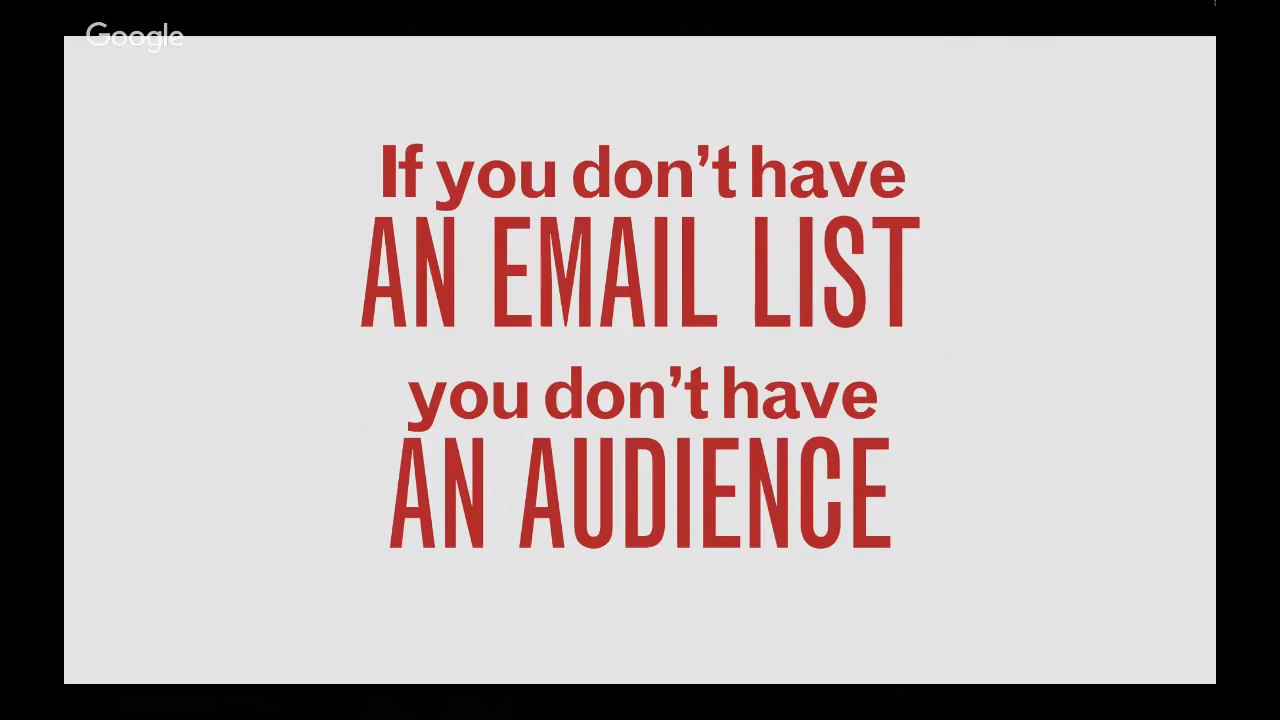 Google
If you don’t have
AN EMAIL LIST
you don’t have
AN AUDIENCE